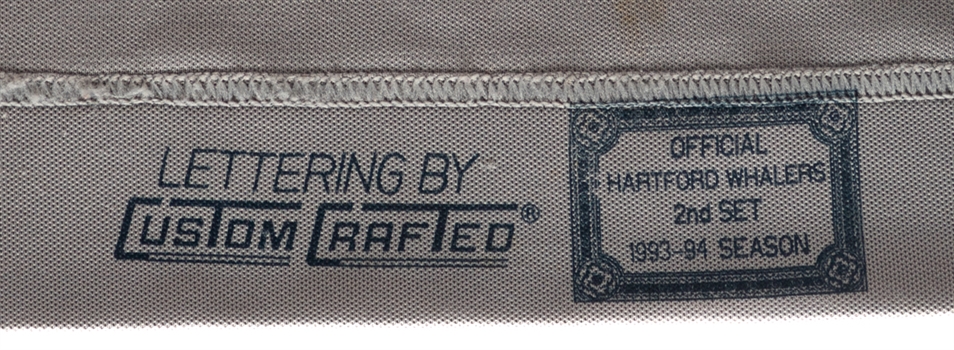 LETTERING BY
CUSTOM CRAFTED®
OFFICIAL
HARTFORD WHALERS
2nd SET
1993-94 SEASON